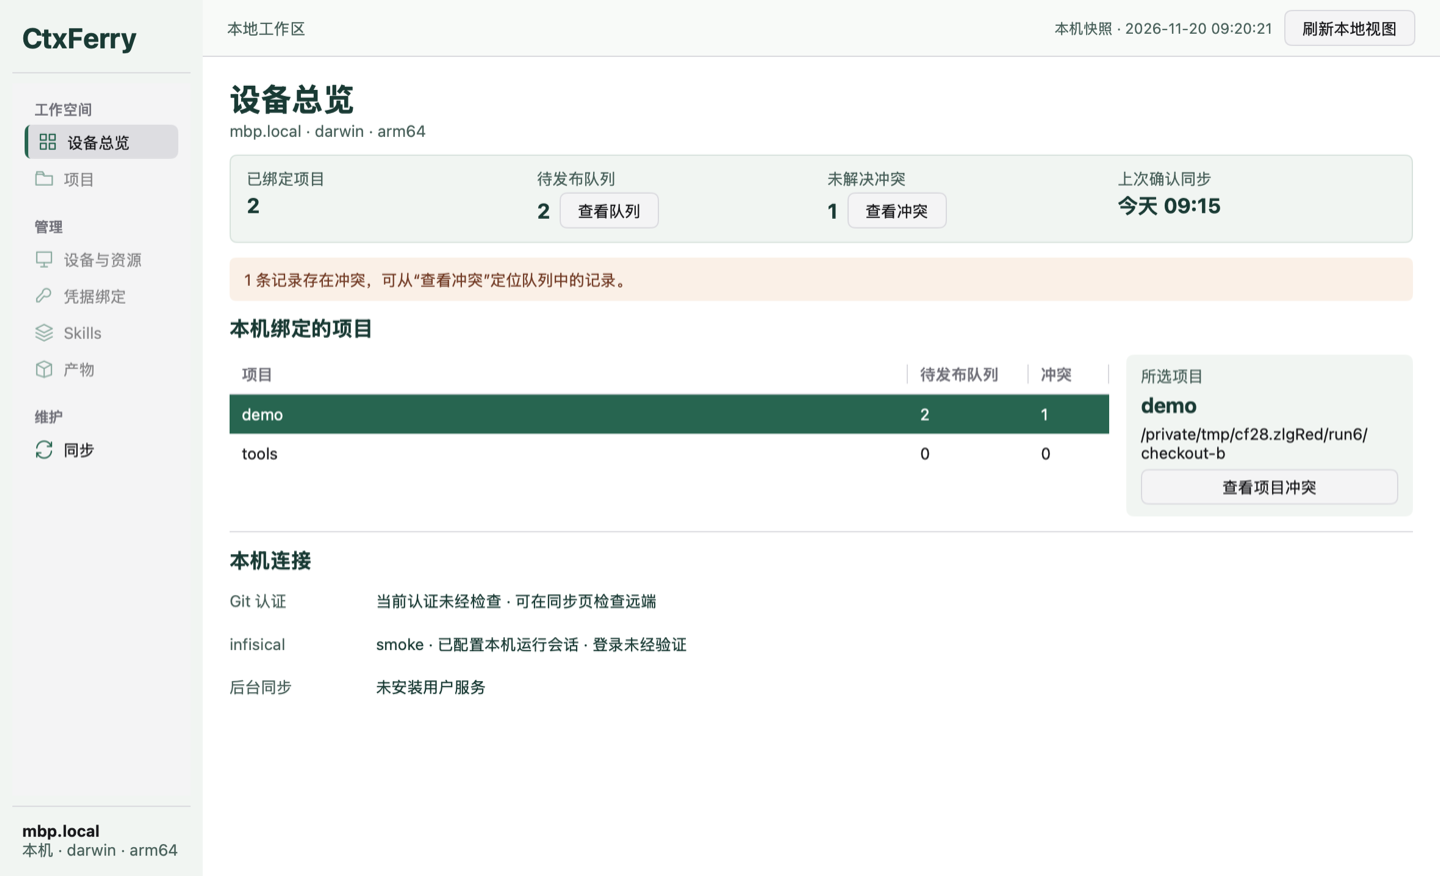 CtxFerry
工作空间
设备总览
项目
管理
设备与资源
凭据绑定
Skills
产物
维护
同步
mbp.local
本机 · darwin · arm64
本地工作区
本机快照 · 2026-11-20 09:20:21
刷新本地视图
设备总览
mbp.local · darwin · arm64
已绑定项目
2
待发布队列
2 查看队列
未解决冲突
1 查看冲突
上次确认同步
今天 09:15
1 条记录存在冲突，可从“查看冲突”定位队列中的记录。
本机绑定的项目
项目 待发布队列 冲突
demo 2 1
tools 0 0
所选项目
demo
/private/tmp/cf28.zlgRed/run6/
checkout-b
查看项目冲突
本机连接
Git 认证 当前认证未经检查 · 可在同步页检查远端
infisical smoke · 已配置本机运行会话 · 登录未经验证
后台同步 未安装用户服务